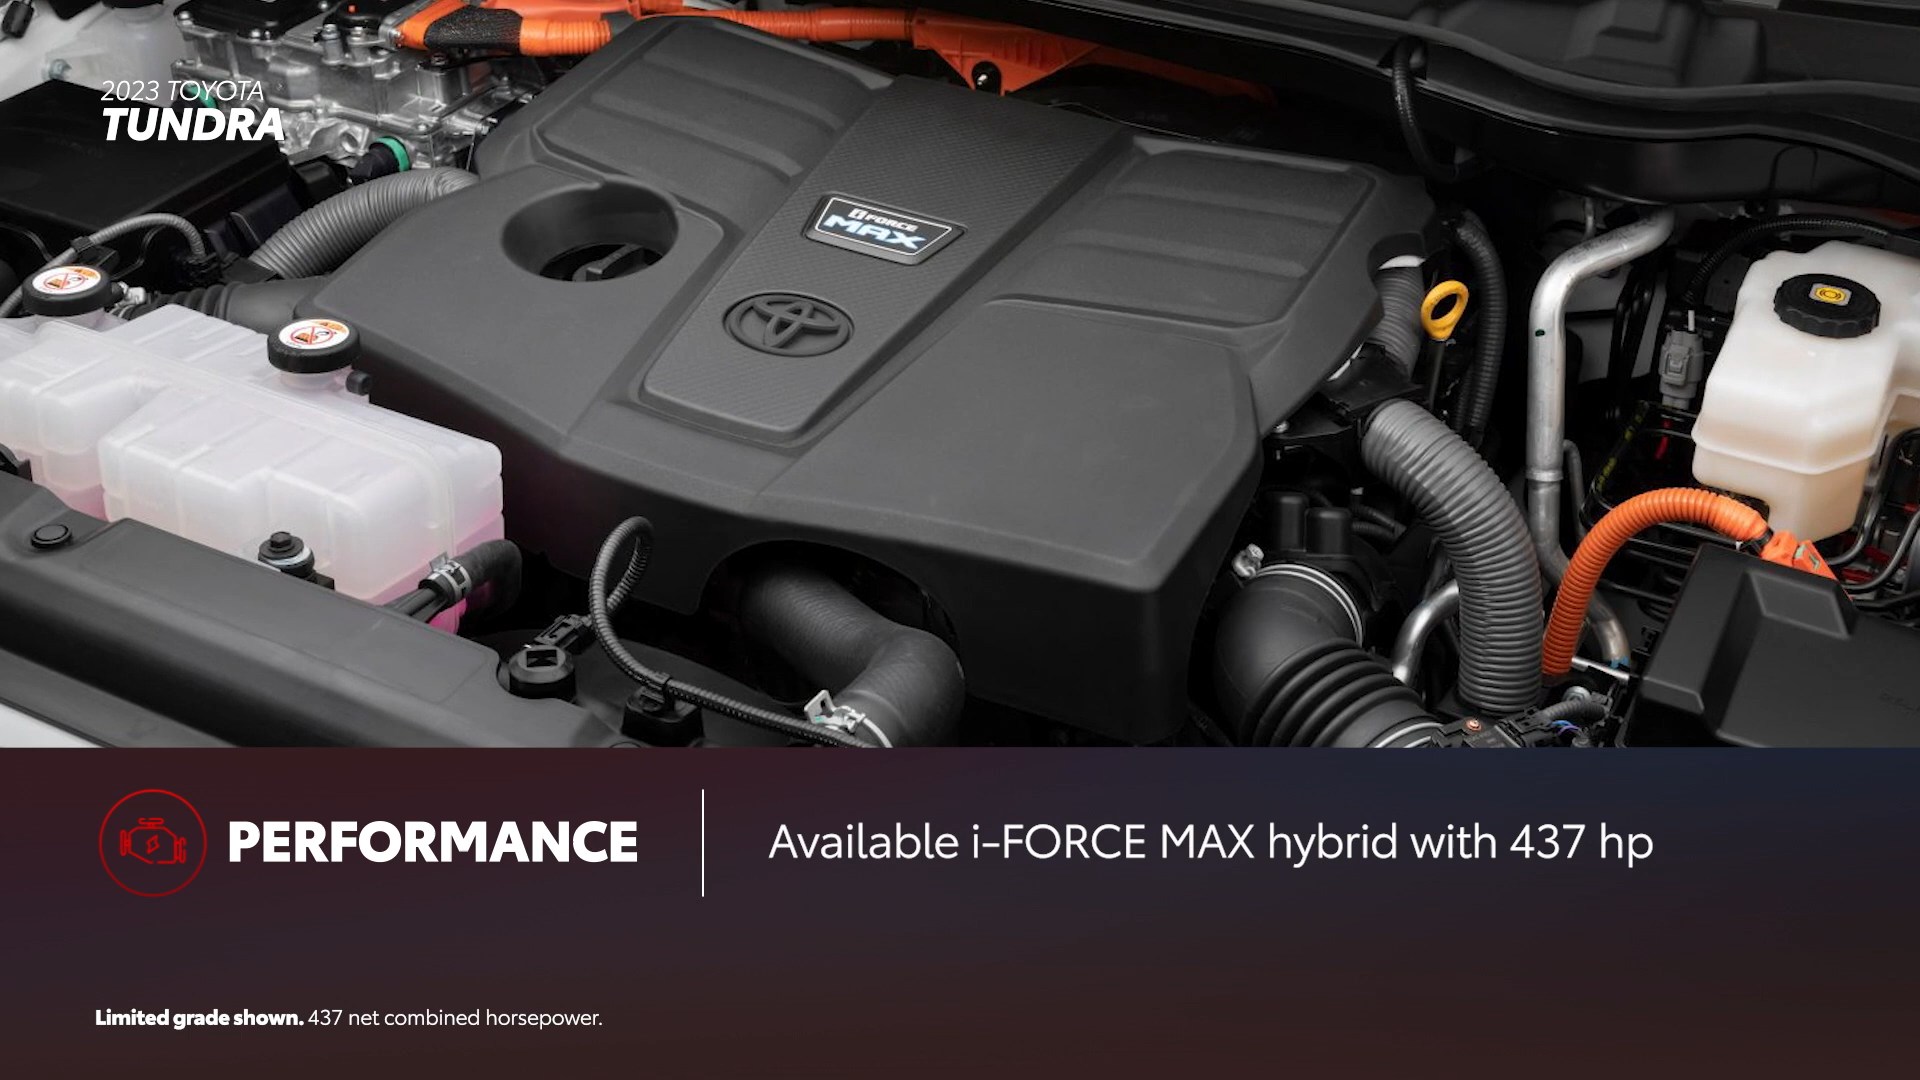 2023 TOYOTA
TUNDRA
i FORCE
MAX
PERFORMANCE
Available i-FORCE MAX hybrid with 437 hp
Limited grade shown. 437 net combined horsepower.